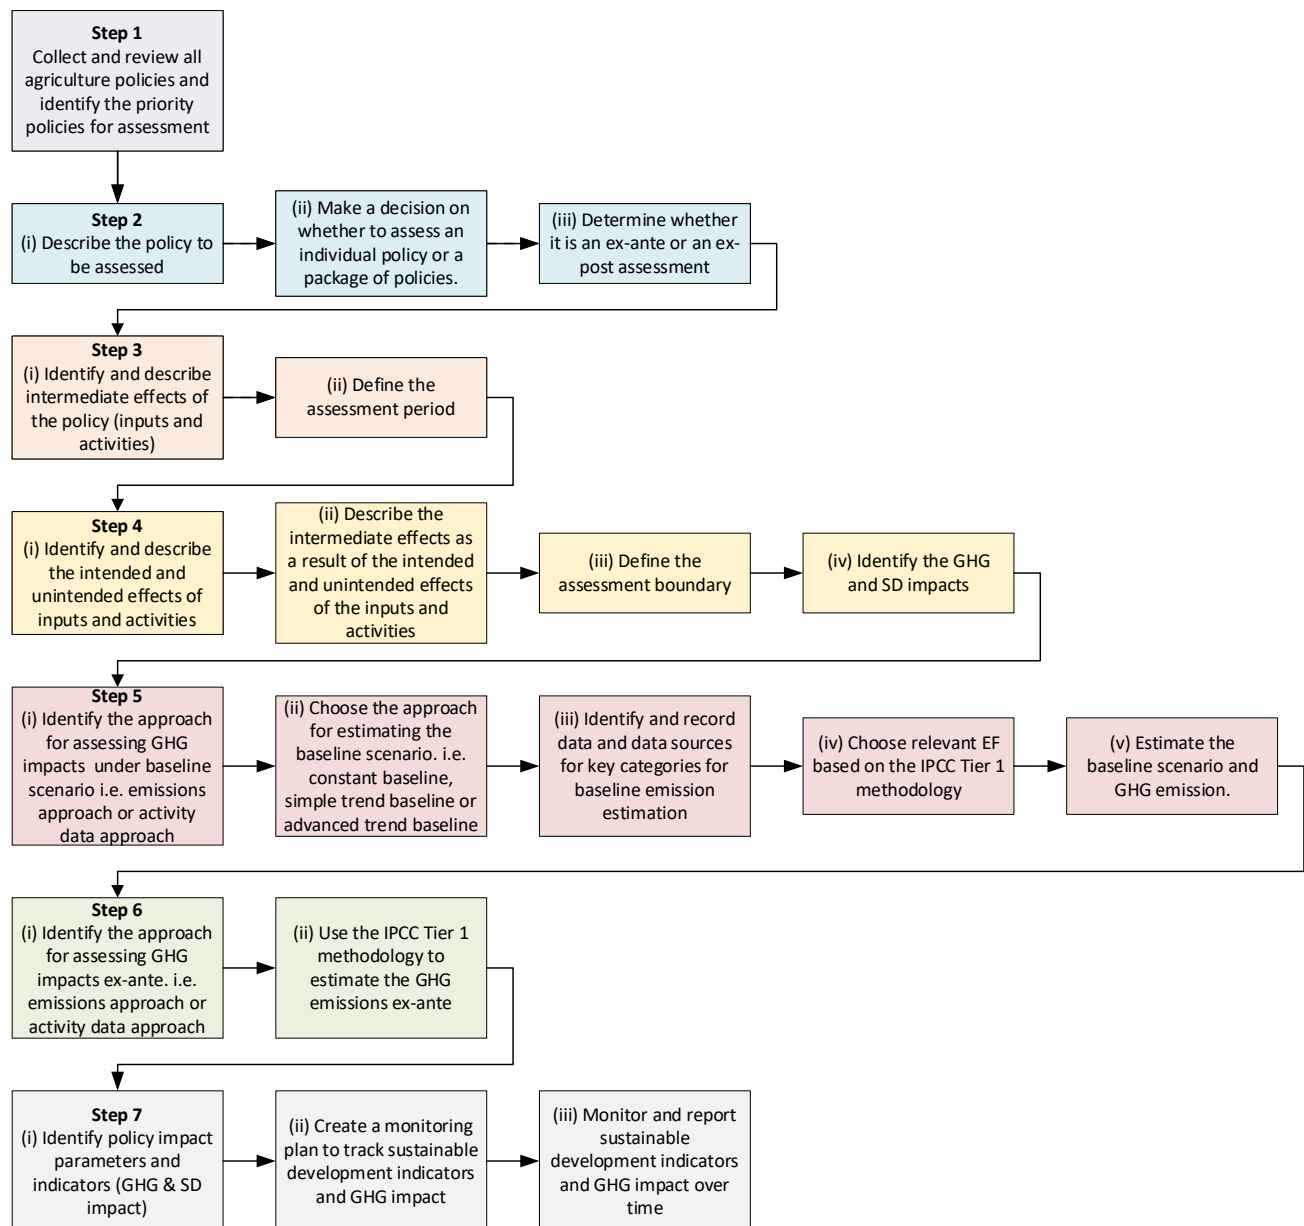 Step 1
Collect and review all
agriculture policies and
identify the priority
policies for assessment
Step 2
(i) Describe the policy to
be assessed
(ii) Make a decision on
whether to assess an
individual policy or a
package of policies.
(iii) Determine whether
it is an ex-ante or an ex-
post assessment
Step 3
(i) Identify and describe
intermediate effects of
the policy (inputs and
activities)
(ii) Define the
assessment period
Step 4
(i) Identify and describe
the intended and
unintended effects of
inputs and activities
(ii) Describe the
intermediate effects as
a result of the intended
and unintended effects
of the inputs and
activities
(iii) Define the
assessment boundary
(iv) Identify the GHG
and SD impacts
Step 5
(i) Identify the approach
for assessing GHG
impacts under baseline
scenario i.e. emissions
approach or activity
data approach
(ii) Choose the approach
for estimating the
baseline scenario. i.e.
constant baseline,
simple trend baseline or
advanced trend baseline
(iii) Identify and record
data and data sources
for key categories for
baseline emission
estimation
(iv) Choose relevant EF
based on the IPCC Tier 1
methodology
(v) Estimate the
baseline scenario and
GHG emission.
Step 6
(i) Identify the approach
for assessing GHG
impacts ex-ante. i.e.
emissions approach or
activity data approach
(ii) Use the IPCC Tier 1
methodology to
estimate the GHG
emissions ex-ante
Step 7
(i) Identify policy impact
parameters and
indicators (GHG & SD
impact)
(ii) Create a monitoring
plan to track sustainable
development indicators
and GHG impact
(iii) Monitor and report
sustainable
development indicators
and GHG impact over
time